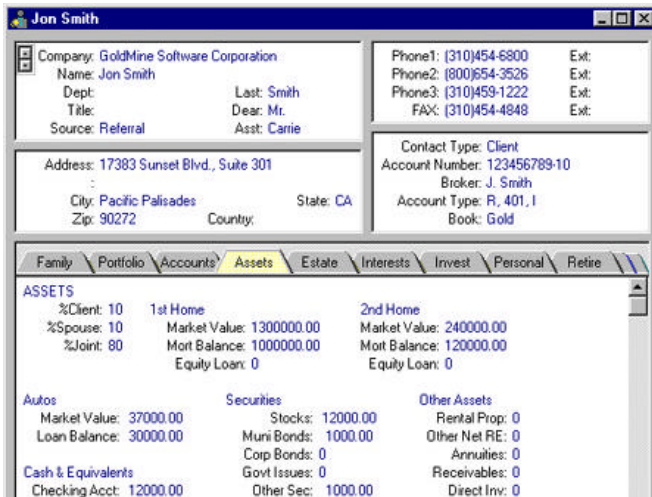 Jon Smith
Company: GoldMine Software Corporation
Name: Jon Smith
Dept: Last: Smith
Title: Dear: Mr.
Source: Referral Asst: Carrie
Phone1: (310)454-6800 Ext:
Phone2: (800)654-3526 Ext:
Phone3: (310)459-1222 Ext:
FAX: (310)454-4848 Ext:
Address: 17383 Sunset Blvd., Suite 301
:
City: Pacific Palisades State: CA
Zip: 90272 Country:
Contact Type: Client
Account Number: 123456789-10
Broker: J. Smith
Account Type: R, 401, I
Book: Gold
Family Portfolio Accounts Assets Estate Interests Invest Personal Retire
ASSETS
%Client: 10 1st Home 2nd Home
%Spouse: 10 Market Value: 1300000.00 Market Value: 240000.00
%Joint: 80 Mort Balance: 1000000.00 Mort Balance: 120000.00
Equity Loan: 0 Equity Loan: 0
Autos Securities Other Assets
Market Value: 37000.00 Stocks: 12000.00 Rental Prop: 0
Loan Balance: 30000.00 Muni Bonds: 1000.00 Other Net RE: 0
Corp Bonds: 0 Annuities: 0
Cash & Equivalents Govt Issues: 0 Receivables: 0
Checking Acct: 12000.00 Other Sec: 1000.00 Direct Inv: 0